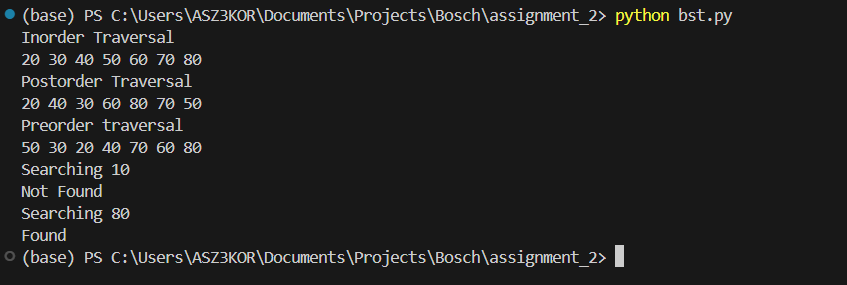 (base) PS C:\Users\ASZ3KOR\Documents\Projects\Bosch\assignment_2> python bst.py
Inorder Traversal
20 30 40 50 60 70 80
Postorder Traversal
20 40 30 60 80 70 50
Preorder traversal
50 30 20 40 70 60 80
Searching 10
Not Found
Searching 80
Found
(base) PS C:\Users\ASZ3KOR\Documents\Projects\Bosch\assignment_2>